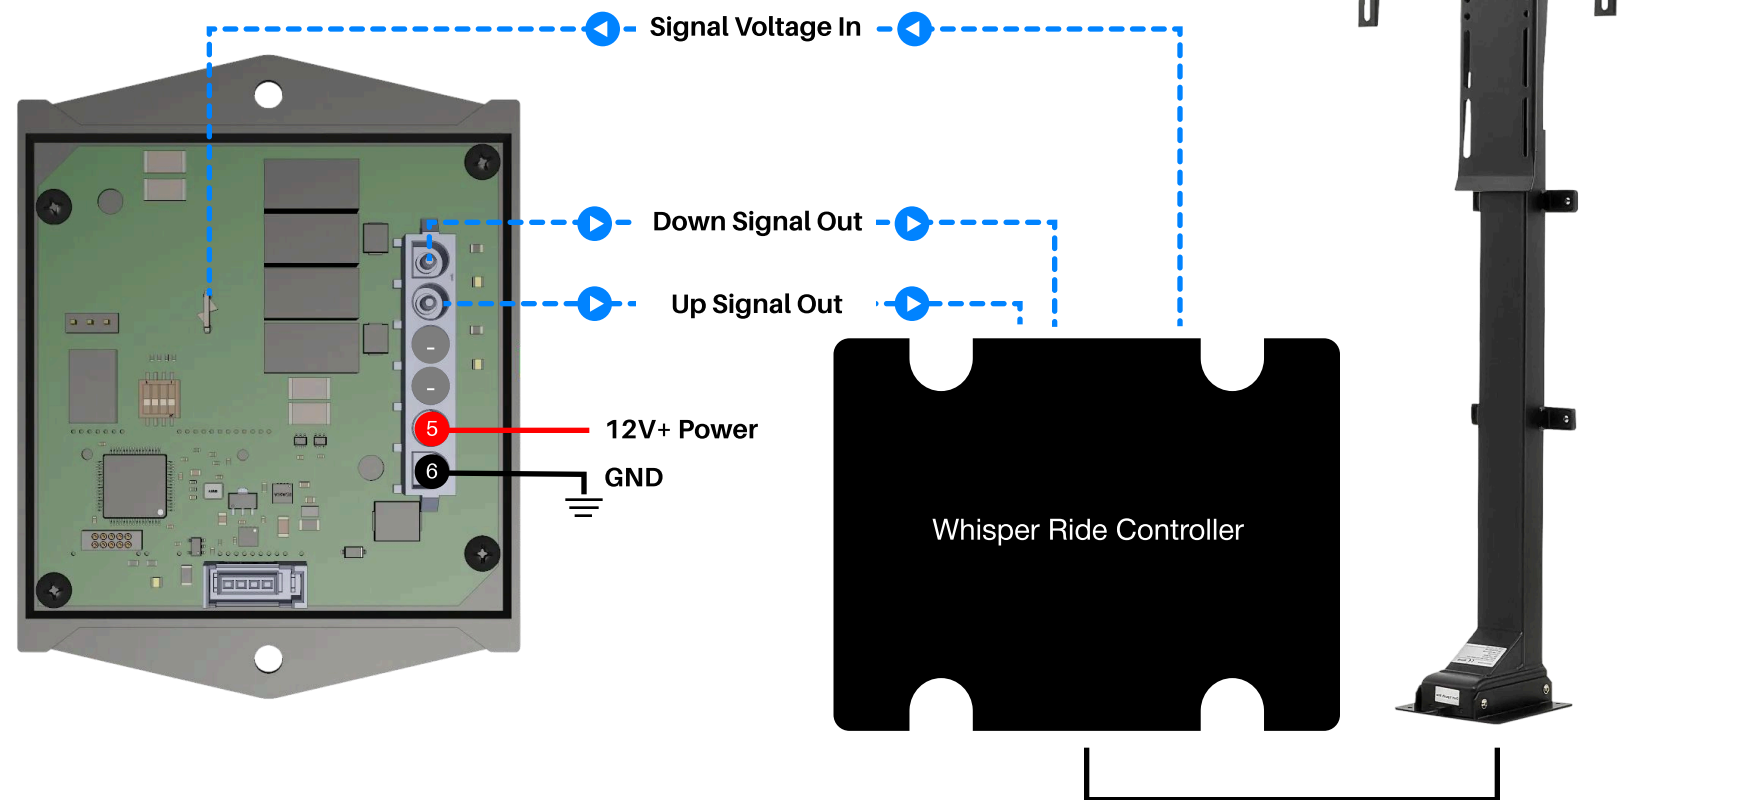 Signal Voltage In
Down Signal Out
Up Signal Out
-
-
5
12V+ Power
6
GND
Whisper Ride Controller